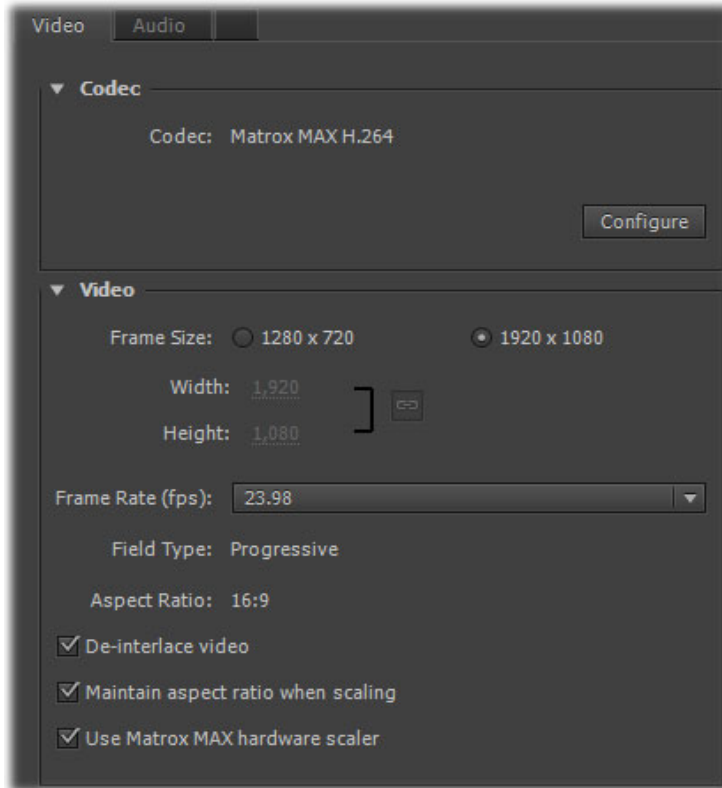 Video Audio
Codec
Codec: Matrox MAX H.264
Configure
Video
Frame Size: 1280 x 720 1920 x 1080
Width: 1,920
Height: 1,080
Frame Rate (fps): 23.98
Field Type: Progressive
Aspect Ratio: 16:9
De-interlace video
Maintain aspect ratio when scaling
Use Matrox MAX hardware scaler